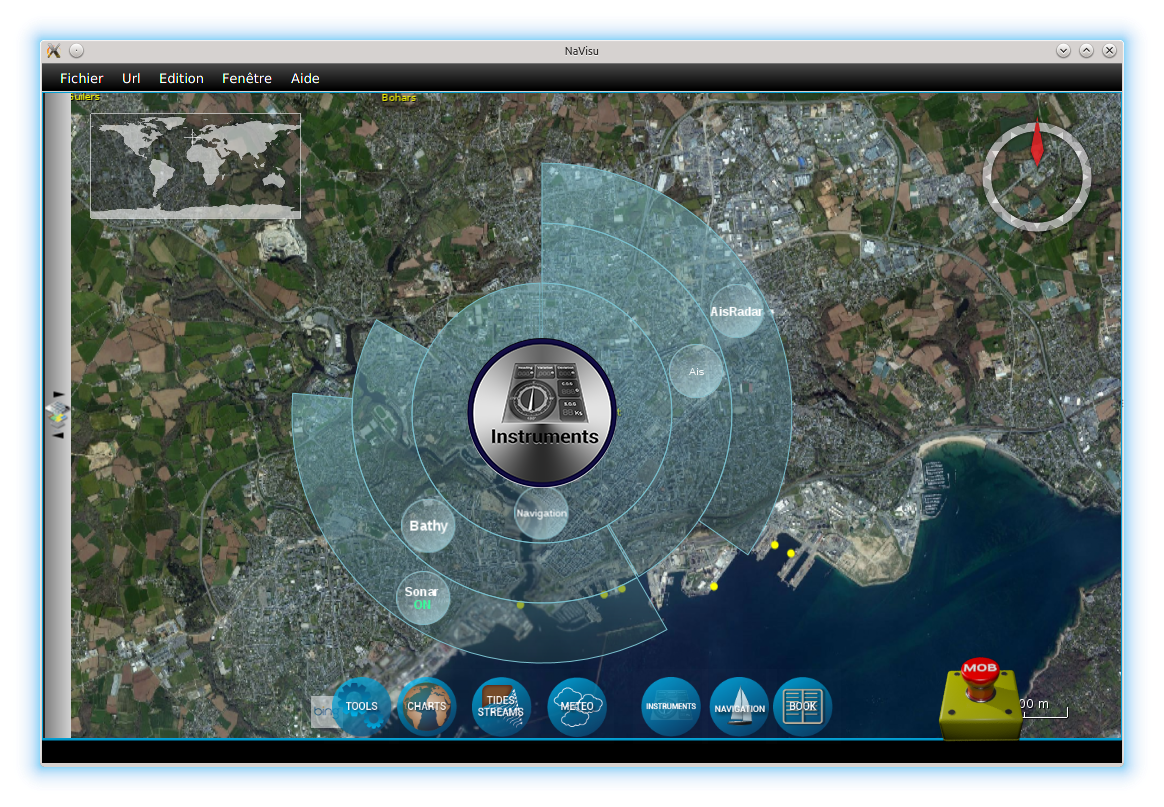 NaVisu
Fichier Url Edition Fenêtre Aide
Guilers
Bohars
AisRadar
Ais
Instruments
Navigation
Bathy
Sonar
ON
bing
TOOLS
CHARTS
TIDES
STREAMS
METEO
INSTRUMENTS
NAVIGATION
BOOK
MOB
00 m